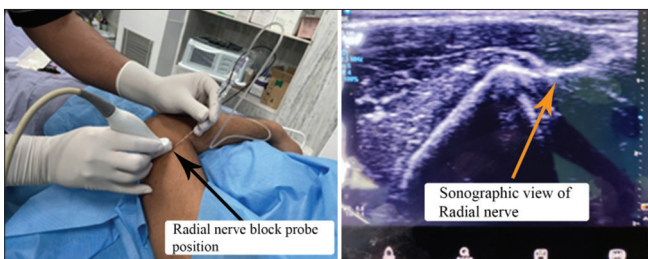 Radial nerve block probe
position
Sonographic view of
Radial nerve